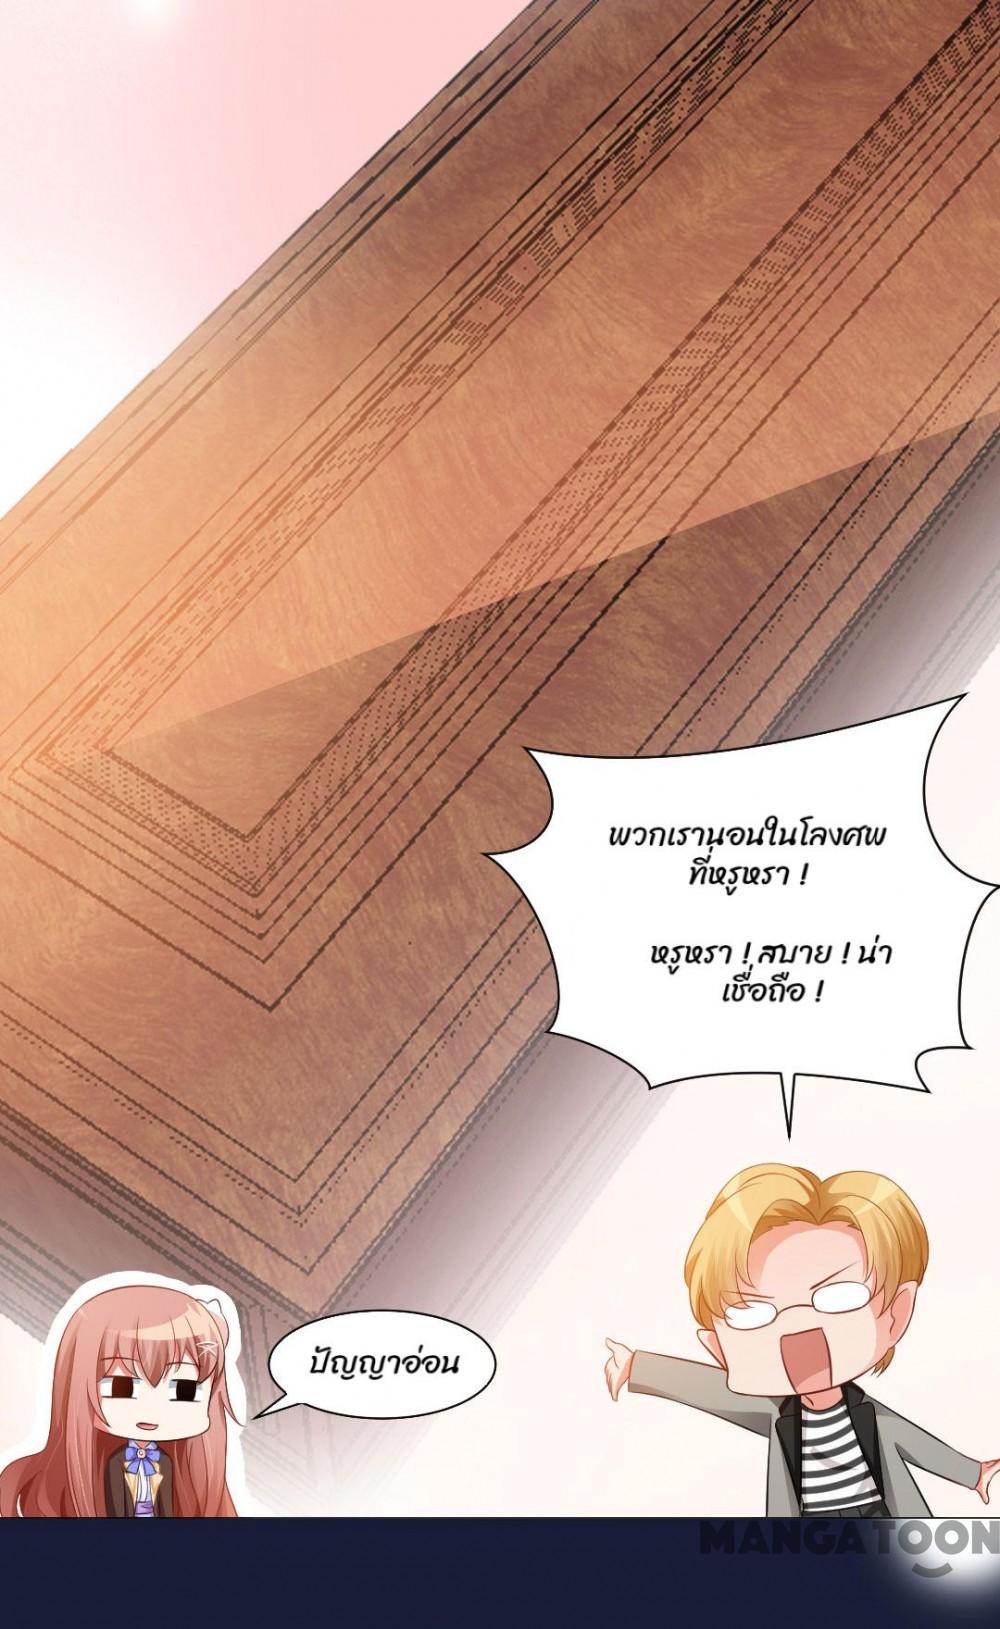 พวกเรานอนในโลงศพ
ที่หรูหรา !
หรูหรา ! สบาย ! น่า
เชื่อถือ !
ปัญญาอ่อน
MANGATOON